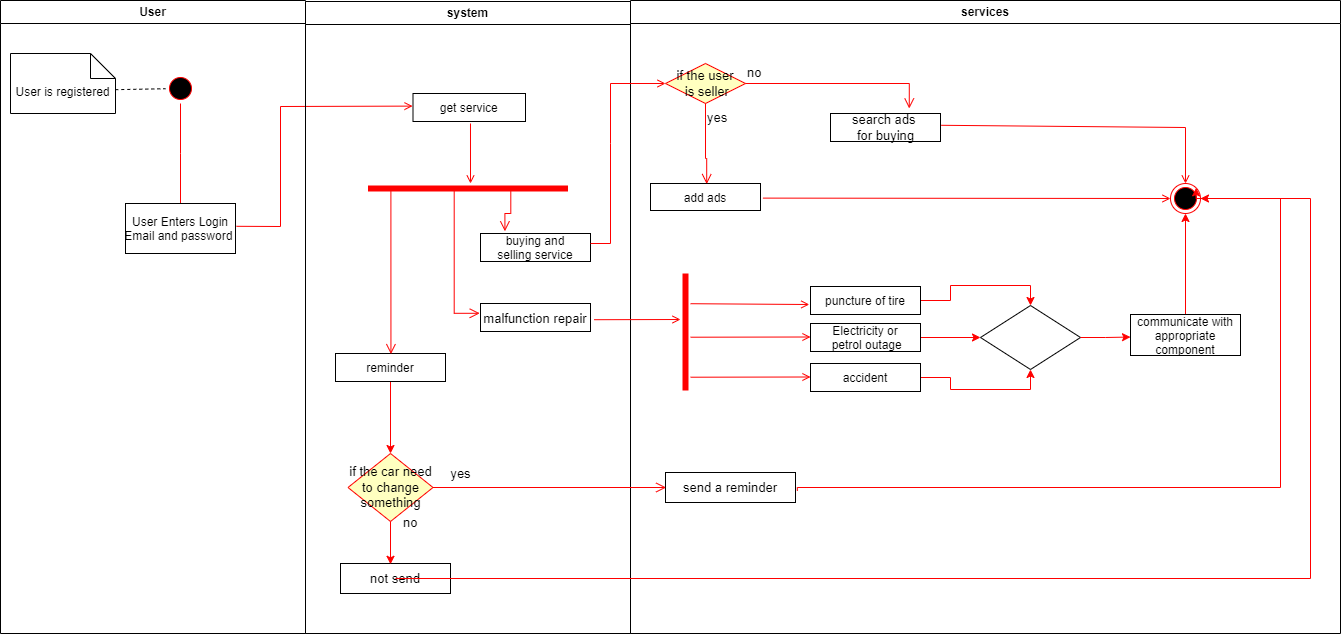 User
system
services
User is registered
User Enters Login
Email and password
get service
buying and
selling service
malfunction repair
reminder
if the car need
to change
something
yes
no
not send
if the user
is seller
no
yes
search ads
for buying
add ads
puncture of tire
Electricity or
petrol outage
accident
communicate with
appropriate
component
send a reminder